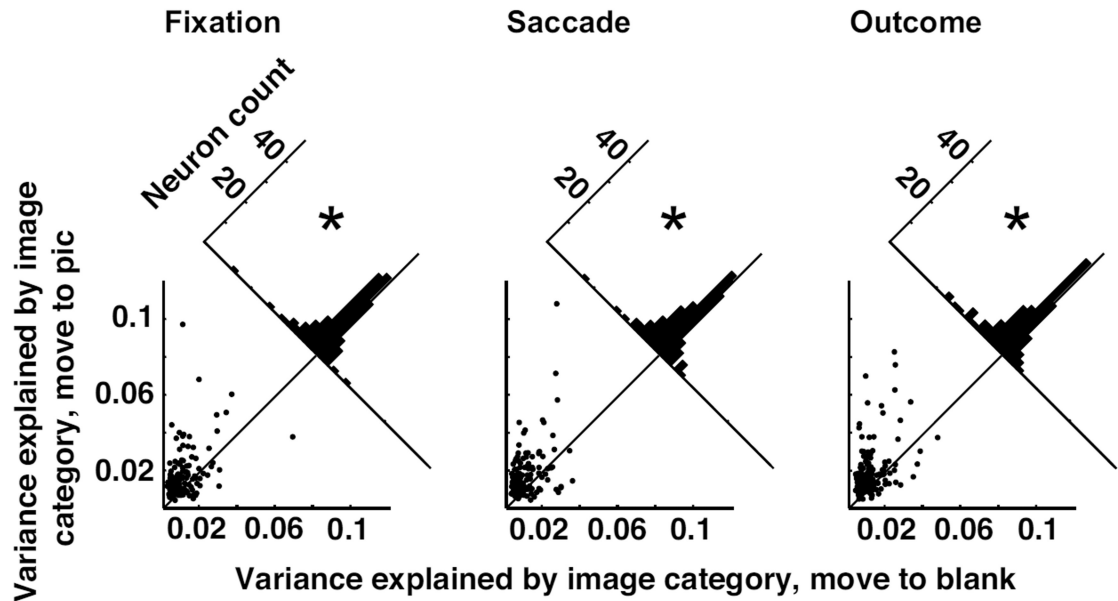 Fixation
Saccade
Outcome
Neuron count
20
40
*
20
40
*
20
40
*
Variance explained by image
category, move to pic
0.1
0.06
0.02
0.02 0.06 0.1
0.02 0.06 0.1
0.02 0.06 0.1
Variance explained by image category, move to blank